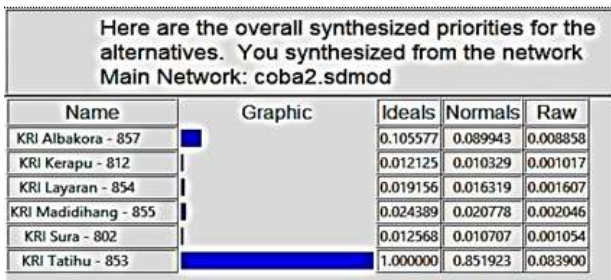 Here are the overall synthesized priorities for the
alternatives. You synthesized from the network
Main Network: coba2.sdmod
Name Graphic Ideals Normals Raw
KRI Albakora - 857 0.105577 0.089943 0.008858
KRI Kerapu - 812 0.012125 0.010329 0.001017
KRI Layaran - 854 0.019156 0.016319 0.001607
KRI Madidihang - 855 0.024389 0.020778 0.002046
KRI Sura - 802 0.012568 0.010707 0.001054
KRI Tatihu - 853 1.000000 0.851923 0.083900